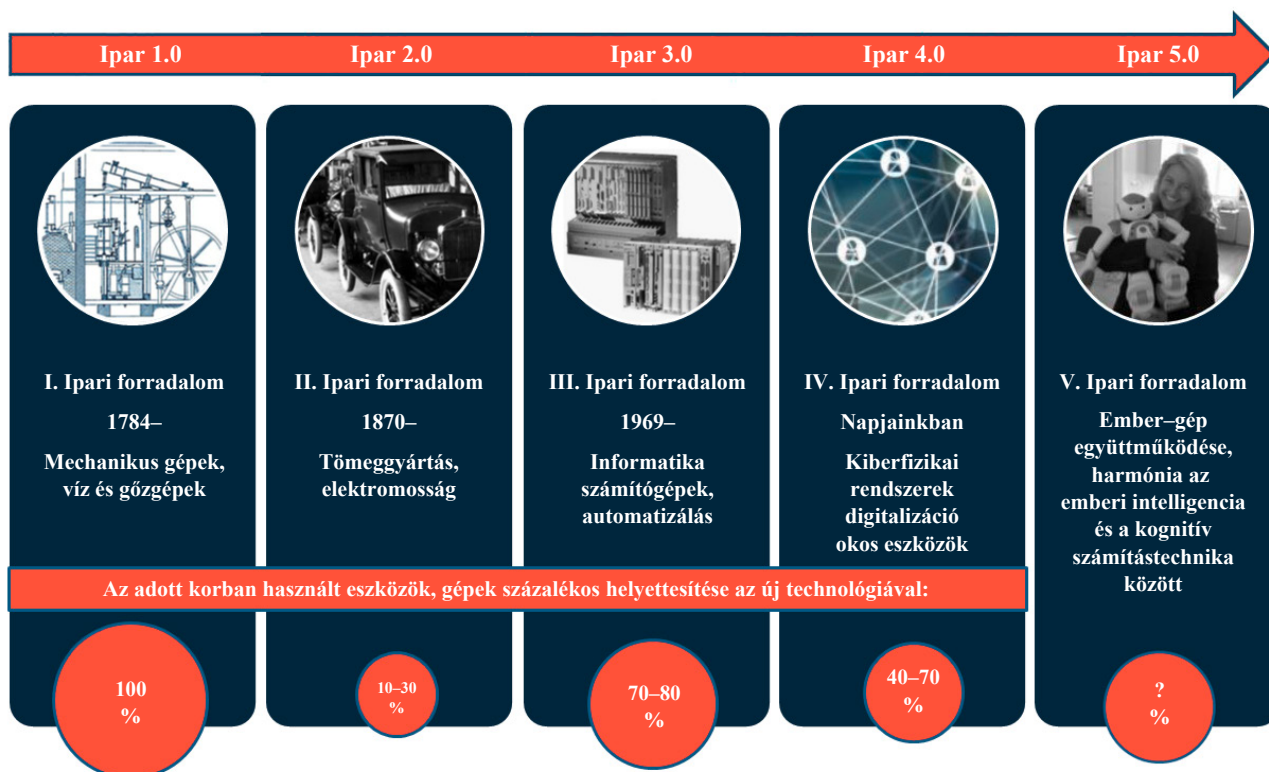 Ipar 1.0
Ipar 2.0
Ipar 3.0
Ipar 4.0
Ipar 5.0
I. Ipari forradalom
1784–
Mechanikus gépek,
víz és gőzgépek
II. Ipari forradalom
1870–
Tömeggyártás,
elektromosság
III. Ipari forradalom
1969–
Informatika
számítógépek,
automatizálás
IV. Ipari forradalom
Napjainkban
Kiberfizikai
rendszerek
digitalizáció
okos eszközök
V. Ipari forradalom
Ember–gép
együttműködése,
harmónia az
emberi intelligencia
és a kognitív
számítástechnika
között
Az adott korban használt eszközök, gépek százalékos helyettesítése az új technológiával:
100
%
10–30
%
70–80
%
40–70
%
?
%